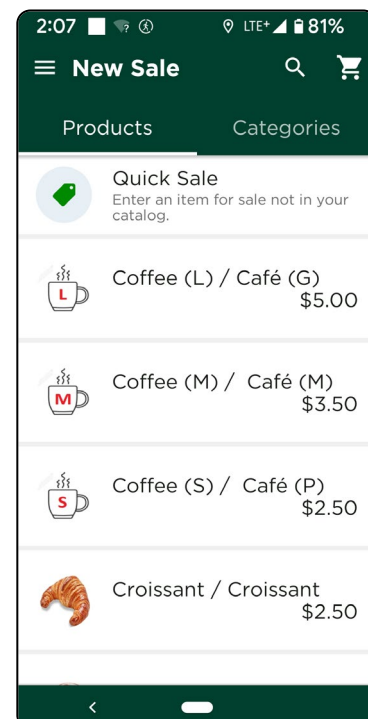 2:07 LTE+ 81%
New Sale
Products Categories
Quick Sale
Enter an item for sale not in your
catalog.
L
Coffee (L) / Café (G)
$5.00
M
Coffee (M) / Café (M)
$3.50
S
Coffee (S) / Café (P)
$2.50
Croissant / Croissant
$2.50